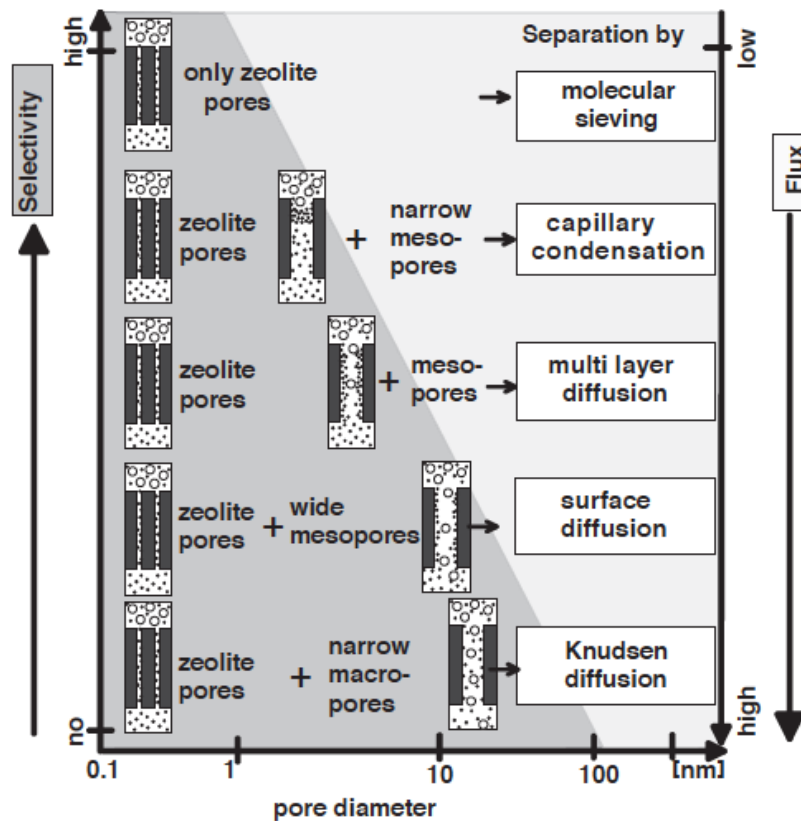 high
Separation by
low
only zeolite
pores
molecular
sieving
Selectivity
Flux
zeolite
pores
+
narrow
meso-
pores
capillary
condensation
zeolite
pores
+
meso-
pores
multi layer
diffusion
zeolite
pores
+
wide
mesopores
surface
diffusion
zeolite
pores
+
narrow
macro-
pores
Knudsen
diffusion
no
high
0.1
1
10
100
[nm]
pore diameter